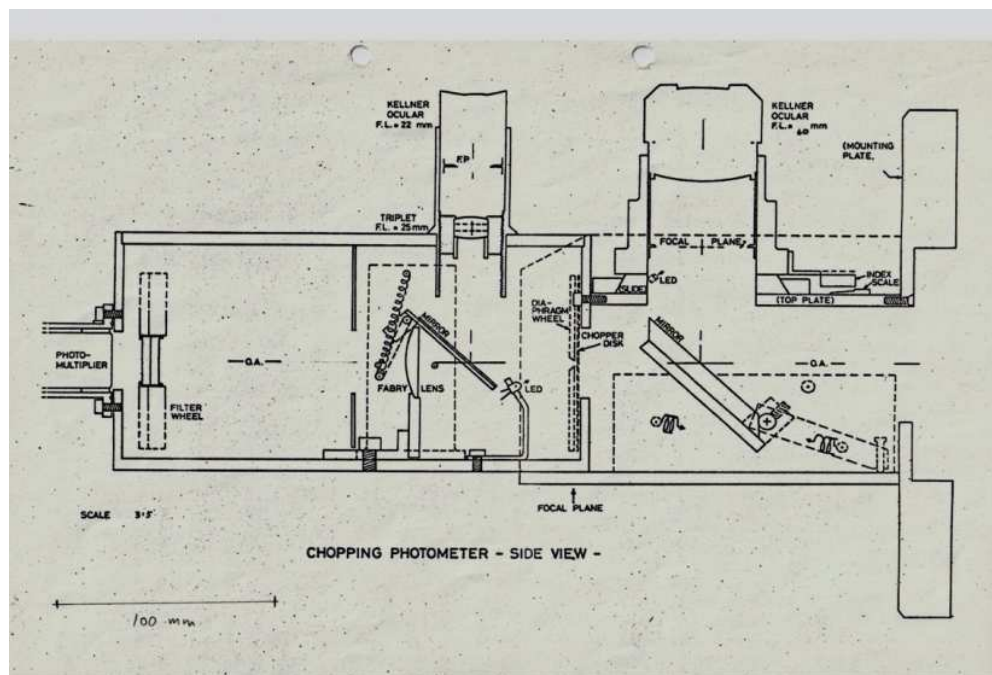 KELLNER
OCULAR
F.L.= 22 mm
KELLNER
OCULAR
F.L.= 60 mm
(MOUNTING
PLATE,
F.P
TRIPLET
F.L. = 25mm
FOCAL PLANE
LED
(SLIDE)
INDEX
SCALE
(TOP PLATE)
DIA-
PHRAGM
WHEEL
CHOPPER
DISK
MIRROR
MIRROR
PHOTO-
MULTIPLIER
O.A.
O.A.
FABRY LENS
LED
FILTER
WHEEL
FOCAL PLANE
SCALE 3:5
CHOPPING PHOTOMETER - SIDE VIEW -
100 mm